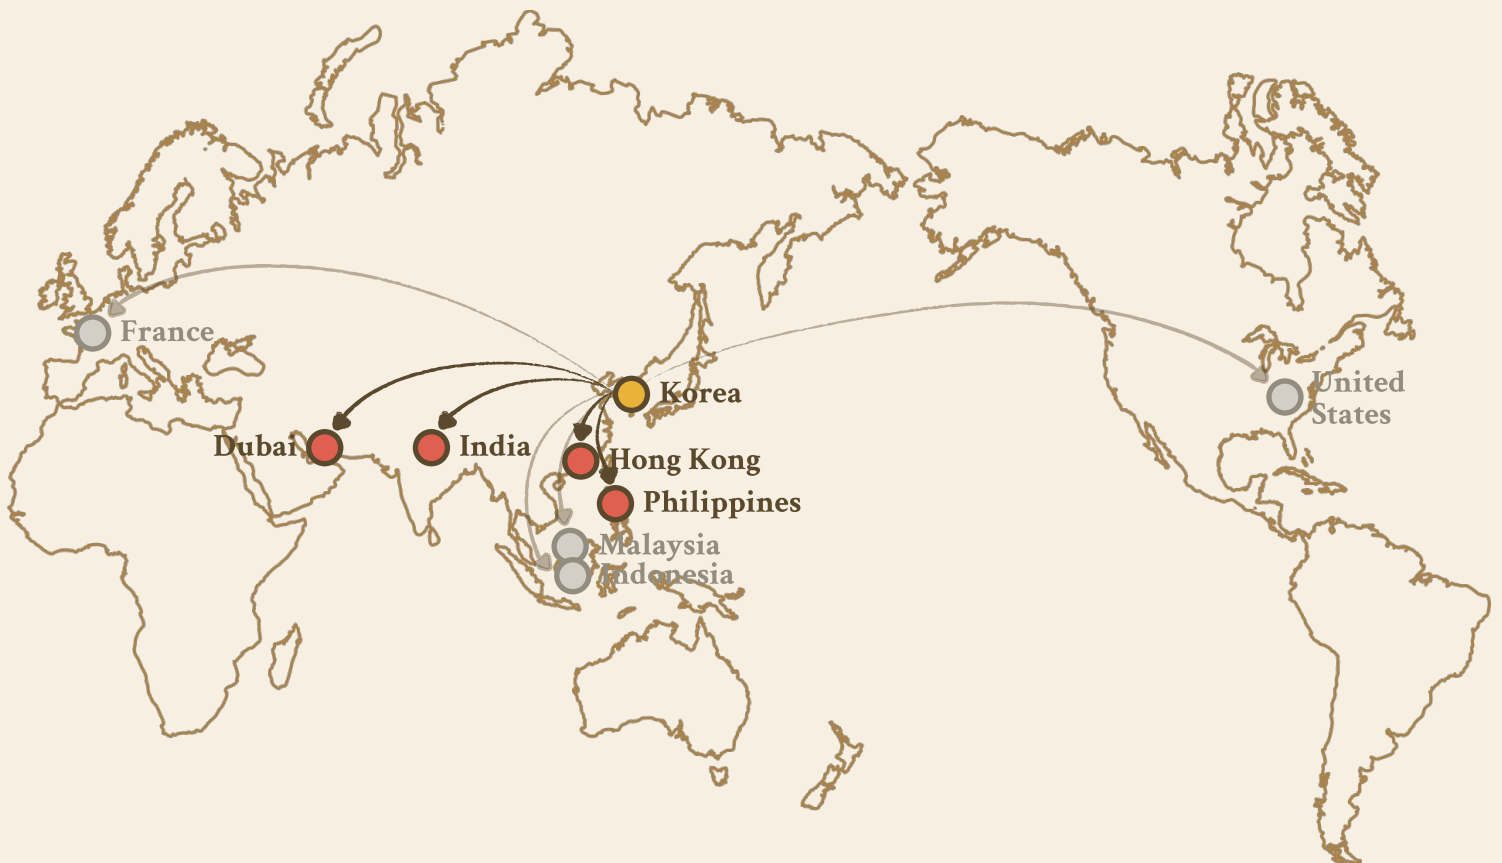 France
Korea
United
States
Dubai
India
Hong Kong
Philippines
Malaysia
Indonesia